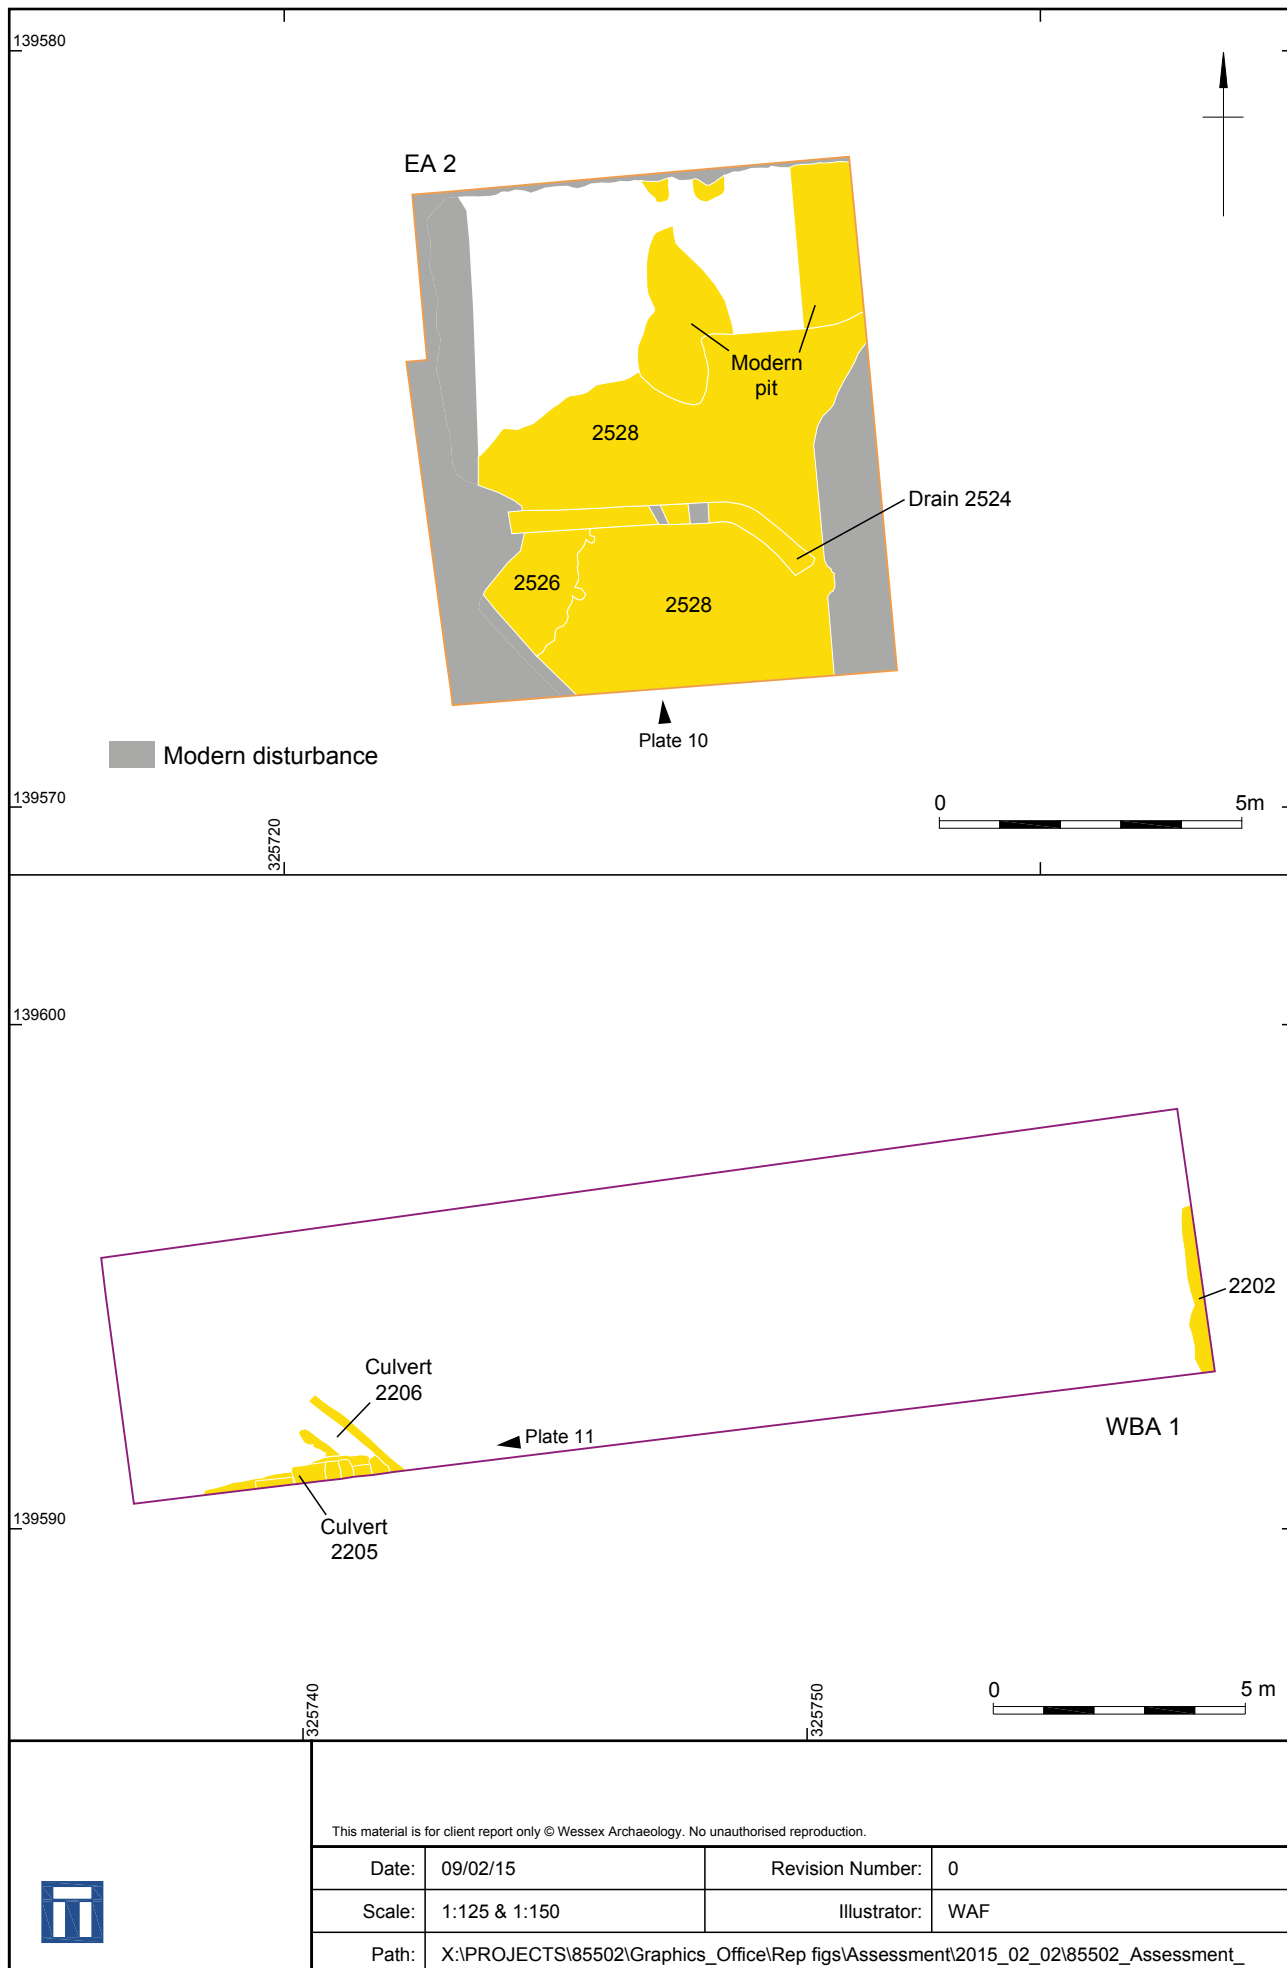 139580
EA 2
Modern
pit
2528
Drain 2524
2526
2528
Plate 10
Modern disturbance
139570
0 5m
325720
139600
2202
Culvert
2206
Plate 11
WBA 1
139590
Culvert
2205
325740
325750
0 5 m
This material is for client report only © Wessex Archaeology. No unauthorised reproduction.
Date: 09/02/15 Revision Number: 0
Scale: 1:125 & 1:150 Illustrator: WAF
Path: X:\PROJECTS\85502\Graphics_Office\Rep figs\Assessment\2015_02_02\85502_Assessment_